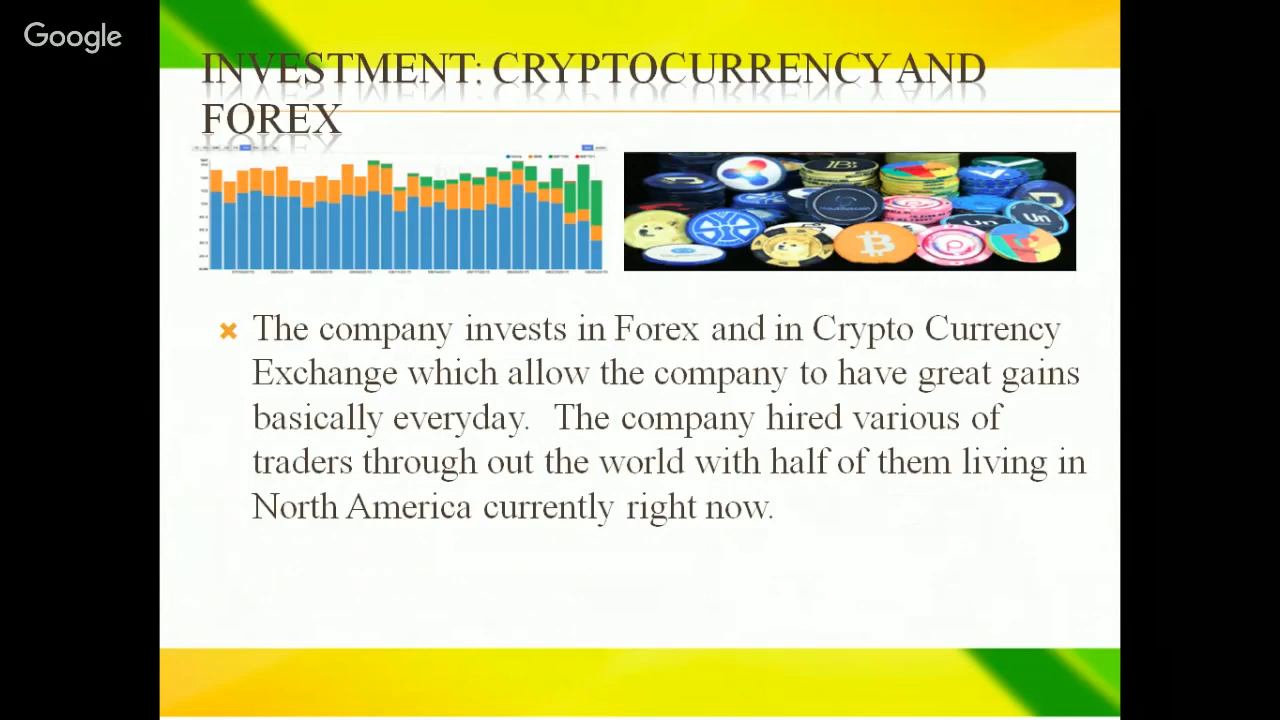 Google
INVESTMENT: CRYPTOCURRENCY AND
FOREX
The company invests in Forex and in Crypto Currency
Exchange which allow the company to have great gains
basically everyday. The company hired various of
traders through out the world with half of them living in
North America currently right now.